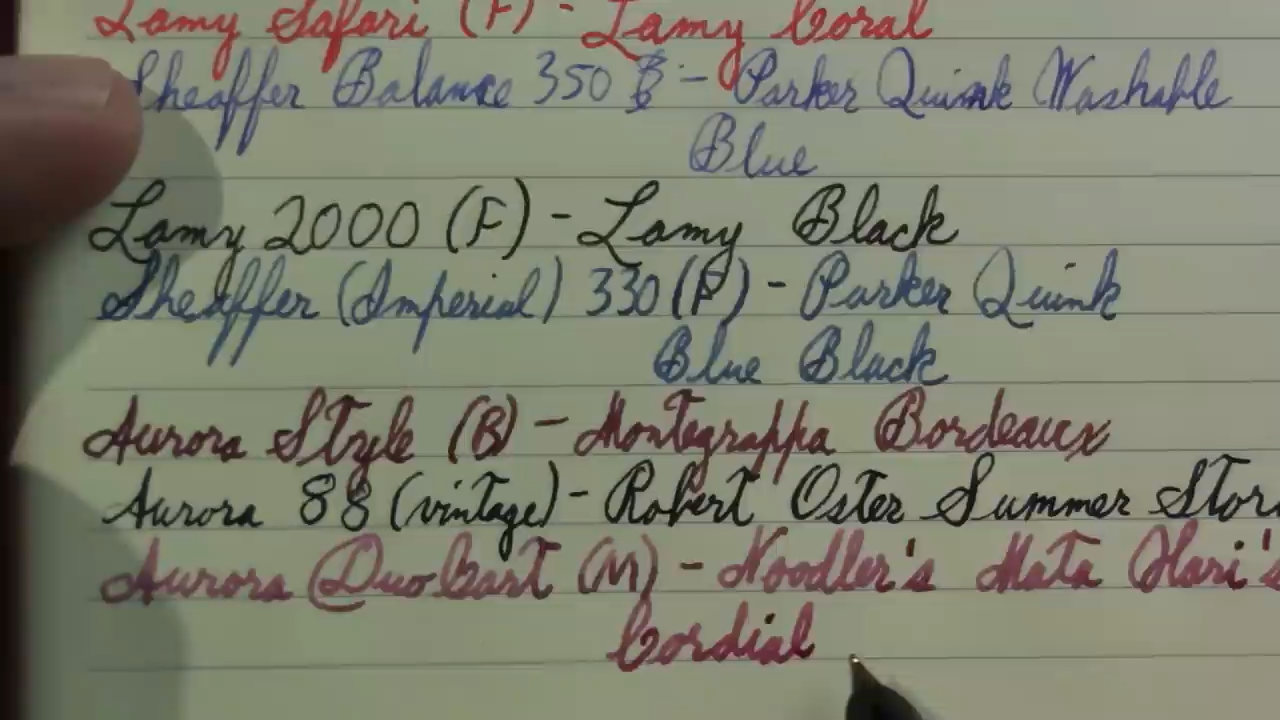 Lamy Safari (F) - Lamy Coral
Sheaffer Balance 350 B - Parker Quink Washable
Blue
Lamy 2000 (F) - Lamy Black
Sheaffer (Imperial) 330 (F) - Parker Quink
Blue Black
Aurora Style (B) - Montegrappa Bordeaux
Aurora 88 (vintage) - Robert Oster Summer Stor
Aurora DuoCart (M) - Noodler's Mata Hari's
Cordial